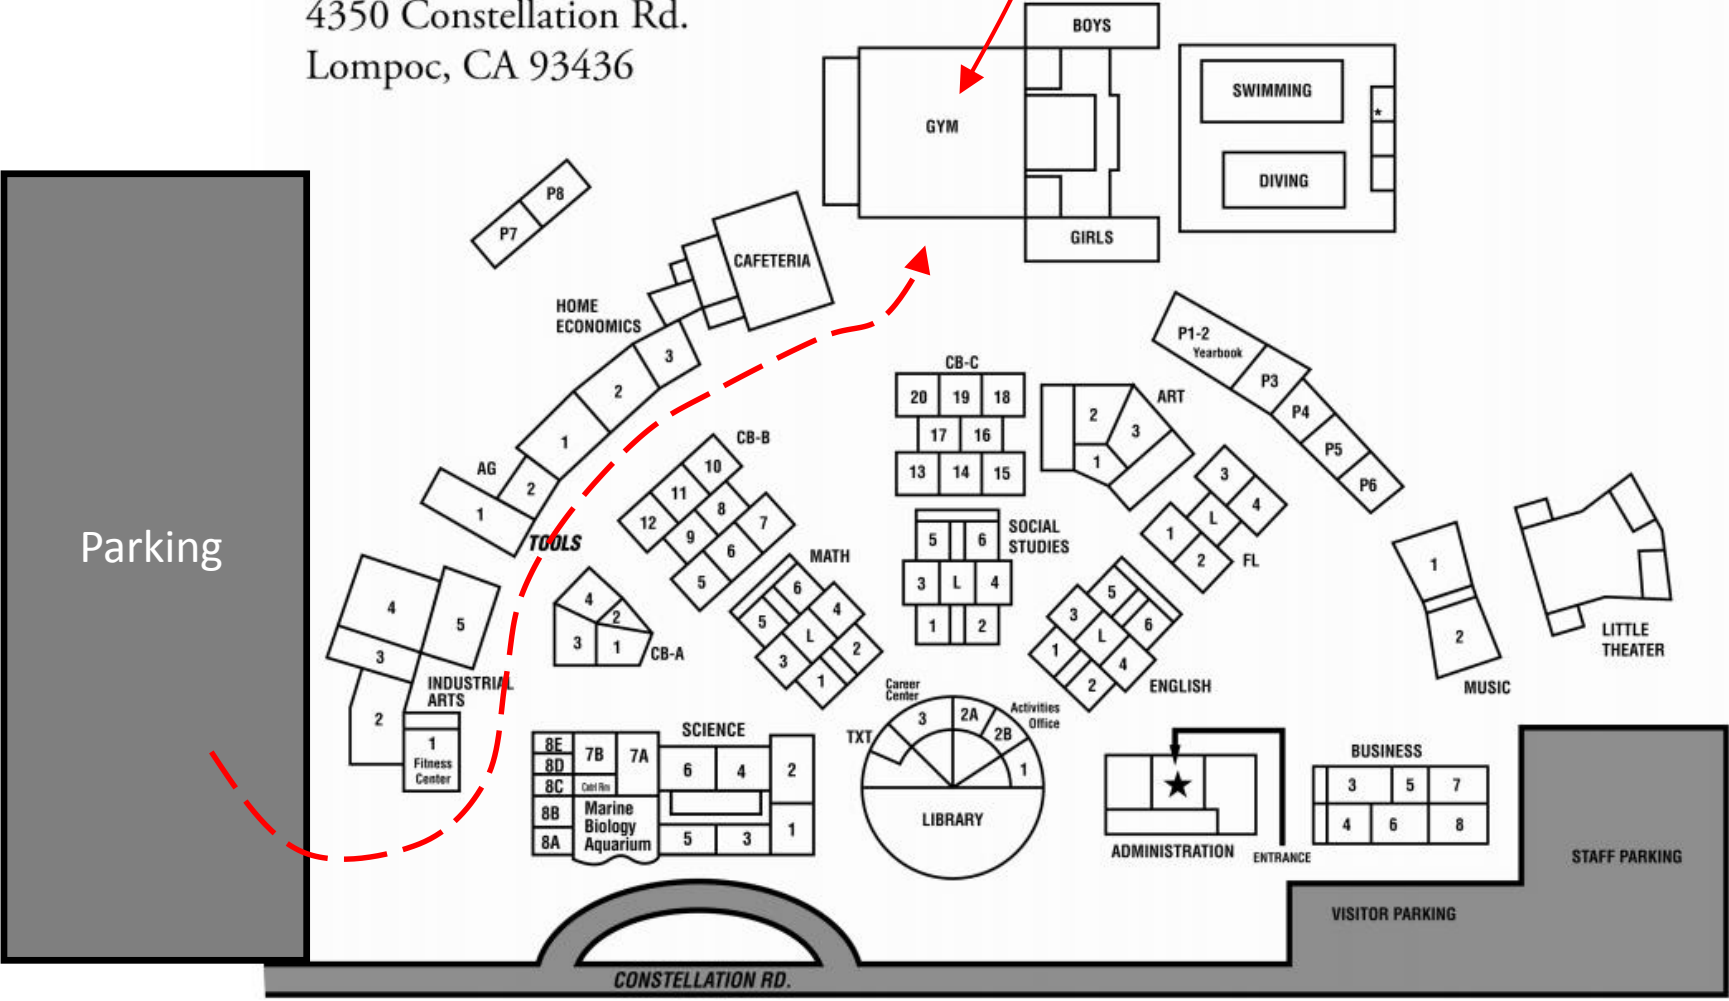 4350 Constellation Rd.
Lompoc, CA 93436
BOYS
GYM
GIRLS
SWIMMING
*
DIVING
P8
P7
CAFETERIA
HOME
ECONOMICS
3
2
1
AG
2
1
TOOLS
Parking
4
5
3
INDUSTRIAL
ARTS
2
1
Fitness
Center
CB-B
10
11
12
8
7
9
6
5
4
2
3
1
CB-A
MATH
6
5
4
L
2
3
1
CB-C
20 19 18
17 16
13 14 15
SOCIAL
STUDIES
5 6
3 L 4
1 2
ART
2
3
1
P1-2
Yearbook
P3
P4
P5
P6
3
4
L
1
2
FL
5
3
6
L
1
4
2
ENGLISH
1
2
MUSIC
LITTLE
THEATER
SCIENCE
8E
8D
8C
8B
8A
7B
7A
Cntrl Rm
Marine
Biology
Aquarium
6 4 2
5 3 1
Career
Center
3
2A
Activities
Office
2B
TXT
1
LIBRARY
ADMINISTRATION
ENTRANCE
BUSINESS
3 5 7
4 6 8
STAFF PARKING
VISITOR PARKING
CONSTELLATION RD.